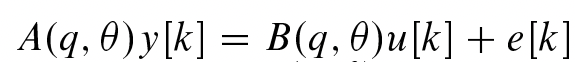 A(q, θ)y[k] = B(q, θ)u[k] + e[k]